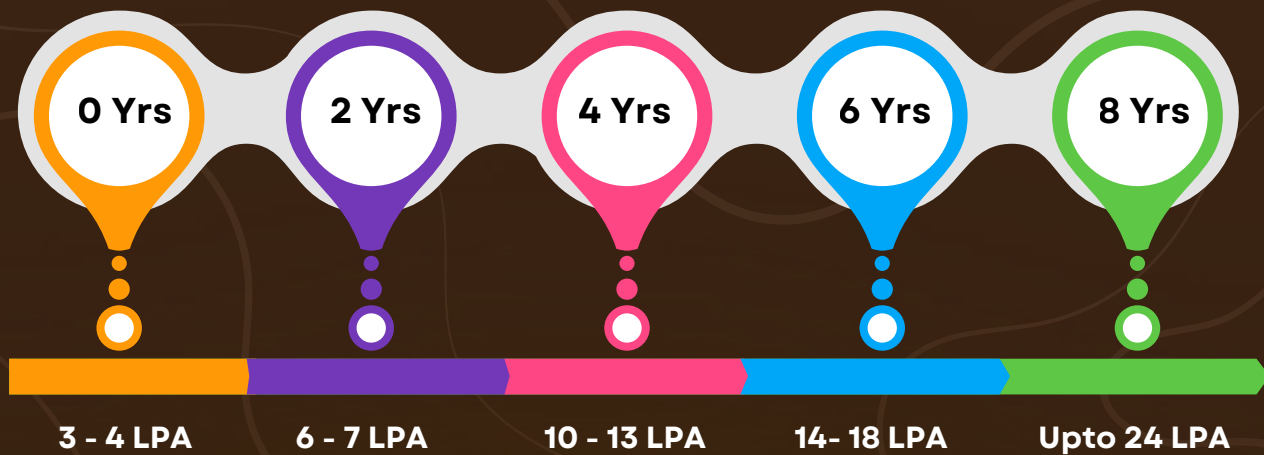 0 Yrs
2 Yrs
4 Yrs
6 Yrs
8 Yrs
3 - 4 LPA
6 - 7 LPA
10 - 13 LPA
14- 18 LPA
Upto 24 LPA